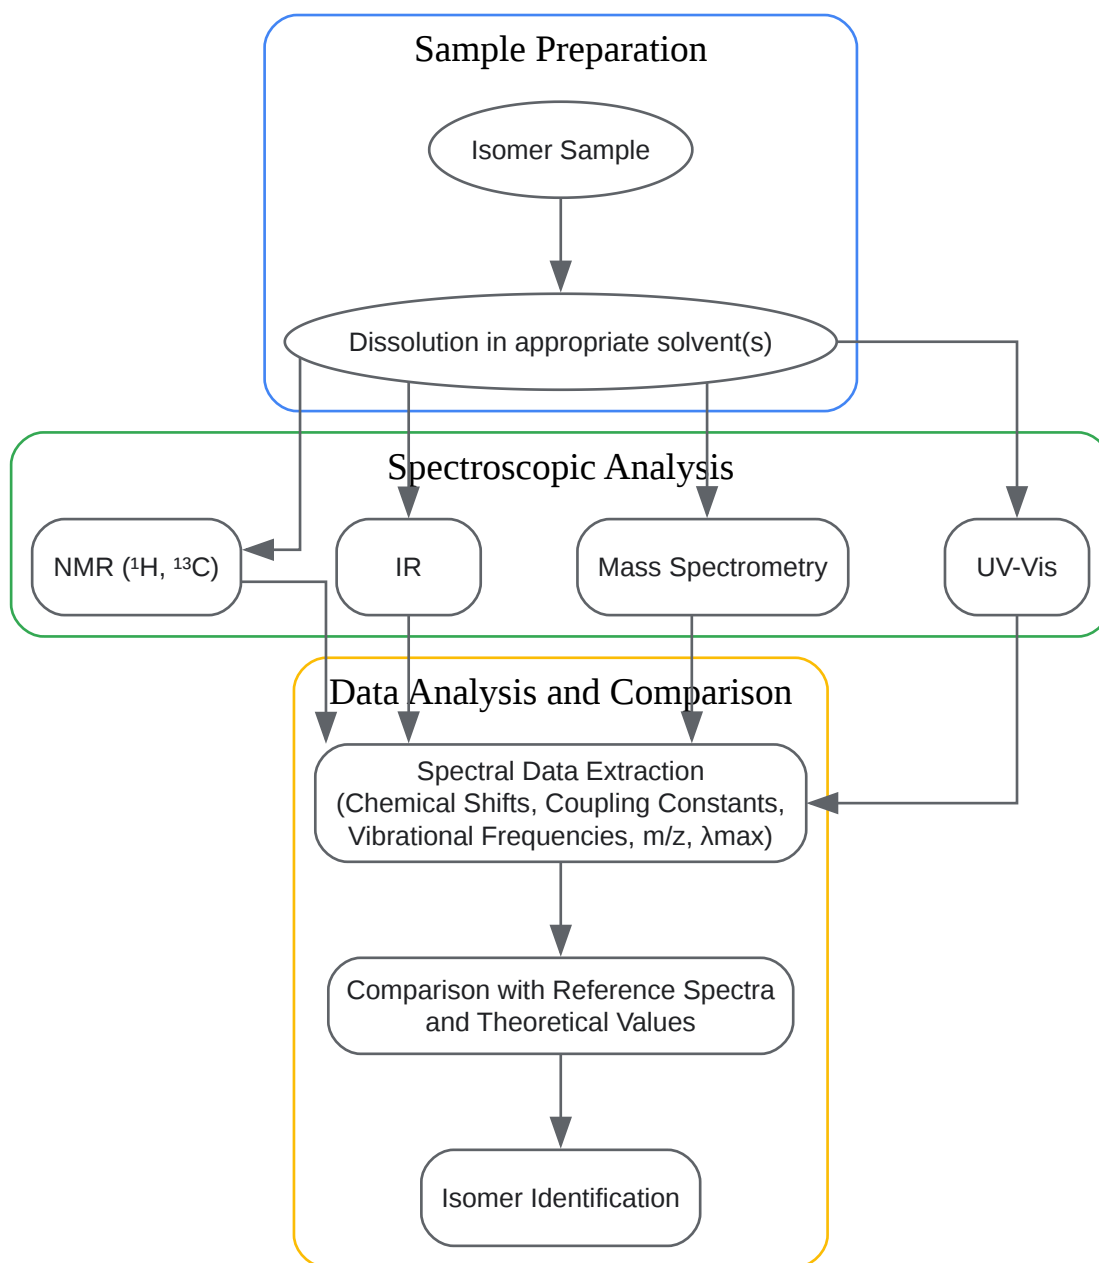 Sample Preparation
Isomer Sample
Dissolution in appropriate solvent(s)
Spectroscopic Analysis
NMR (¹H, ¹³C)
IR
Mass Spectrometry
UV-Vis
Data Analysis and Comparison
Spectral Data Extraction
(Chemical Shifts, Coupling Constants,
Vibrational Frequencies, m/z, λmax)
Comparison with Reference Spectra
and Theoretical Values
Isomer Identification